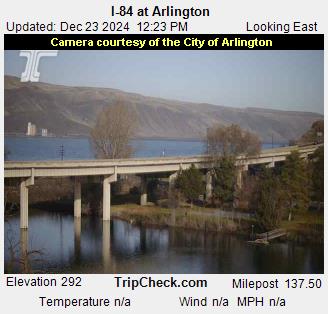 I-84 at Arlington
Updated: Dec 23 2024 12:23 PM Looking East
Camera courtesy of the City of Arlington
Elevation 292 TripCheck.com Milepost 137.50
Temperature n/a Wind n/a MPH n/a